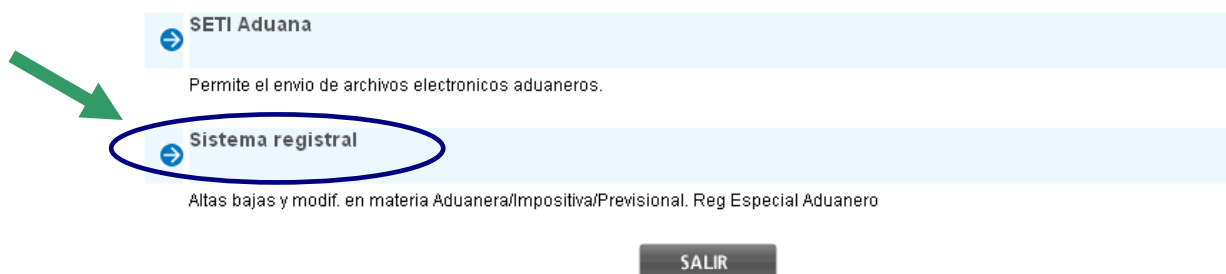 SETI Aduana
Permite el envio de archivos electronicos aduaneros.
Sistema registral
Altas bajas y modif. en materia Aduanera/Impositiva/Previsional. Reg Especial Aduanero
SALIR